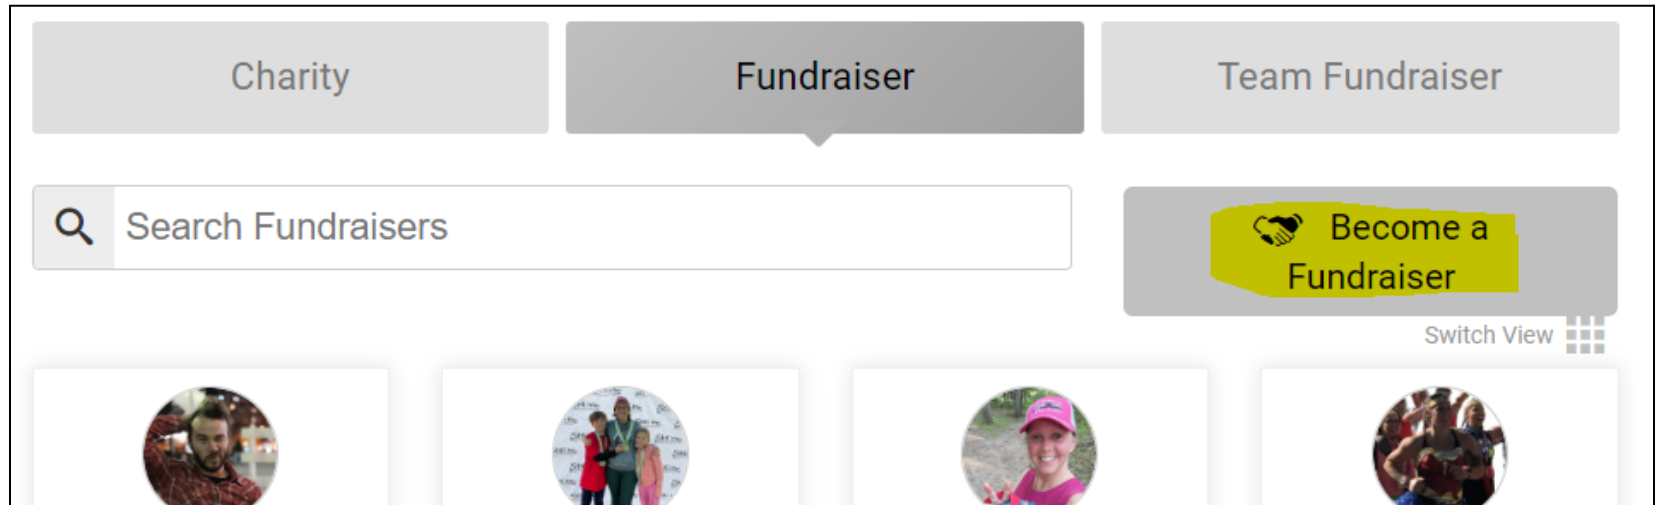 Charity
Fundraiser
Team Fundraiser
Search Fundraisers
Become a
Fundraiser
Switch View